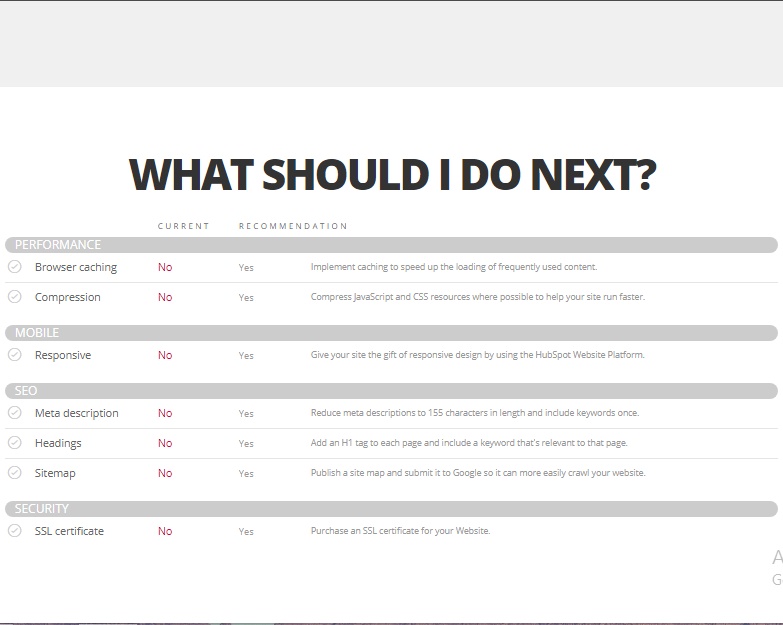 WHAT SHOULD I DO NEXT?
CURRENT RECOMMENDATION
PERFORMANCE
Browser caching No Yes Implement caching to speed up the loading of frequently used content.
Compression No Yes Compress JavaScript and CSS resources where possible to help your site run faster.
MOBILE
Responsive No Yes Give your site the gift of responsive design by using the HubSpot Website Platform.
SEO
Meta description No Yes Reduce meta descriptions to 155 characters in length and include keywords once.
Headings No Yes Add an H1 tag to each page and include a keyword that's relevant to that page.
Sitemap No Yes Publish a site map and submit it to Google so it can more easily crawl your website.
SECURITY
SSL certificate No Yes Purchase an SSL certificate for your Website.